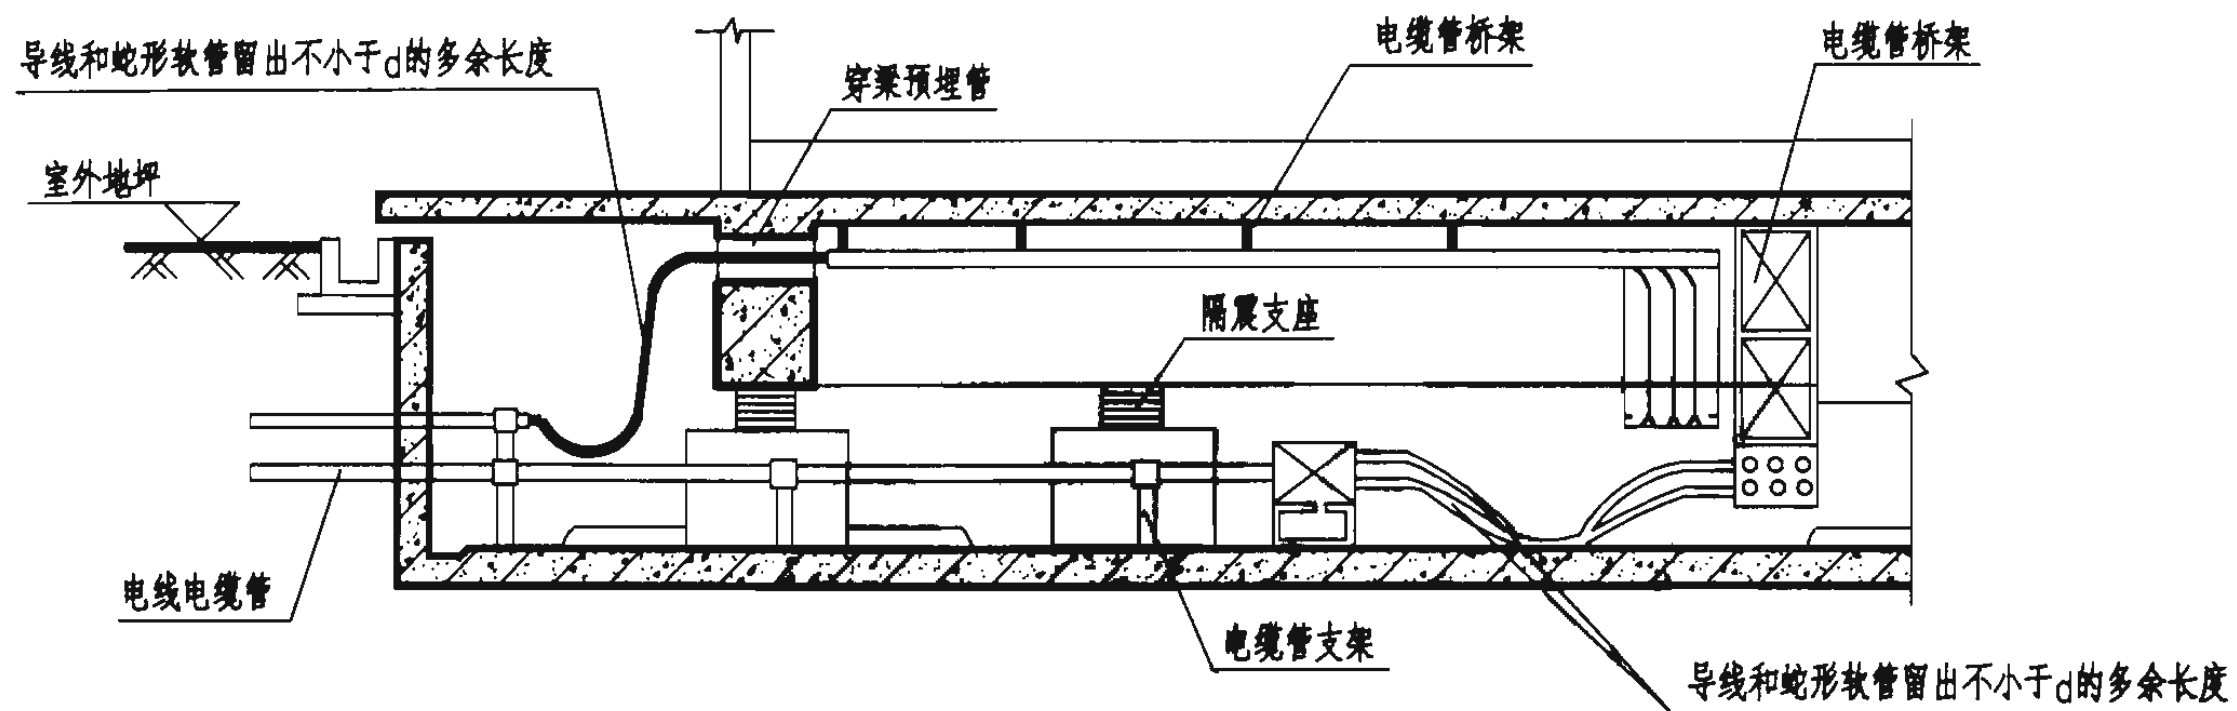 导线和蛇形软管留出不小于d的多余长度
穿梁预埋管
电缆管桥架
电缆管桥架
室外地坪
隔震支座
电线电缆管
电缆管支架
导线和蛇形软管留出不小于d的多余长度